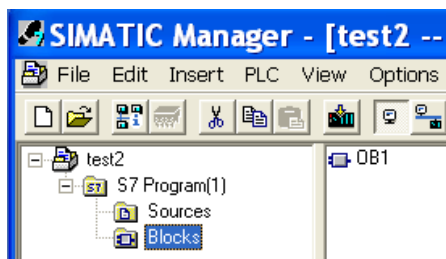 SIMATIC Manager - [test2 --
File Edit Insert PLC View Options
test2
OB1
S7 Program(1)
Sources
Blocks